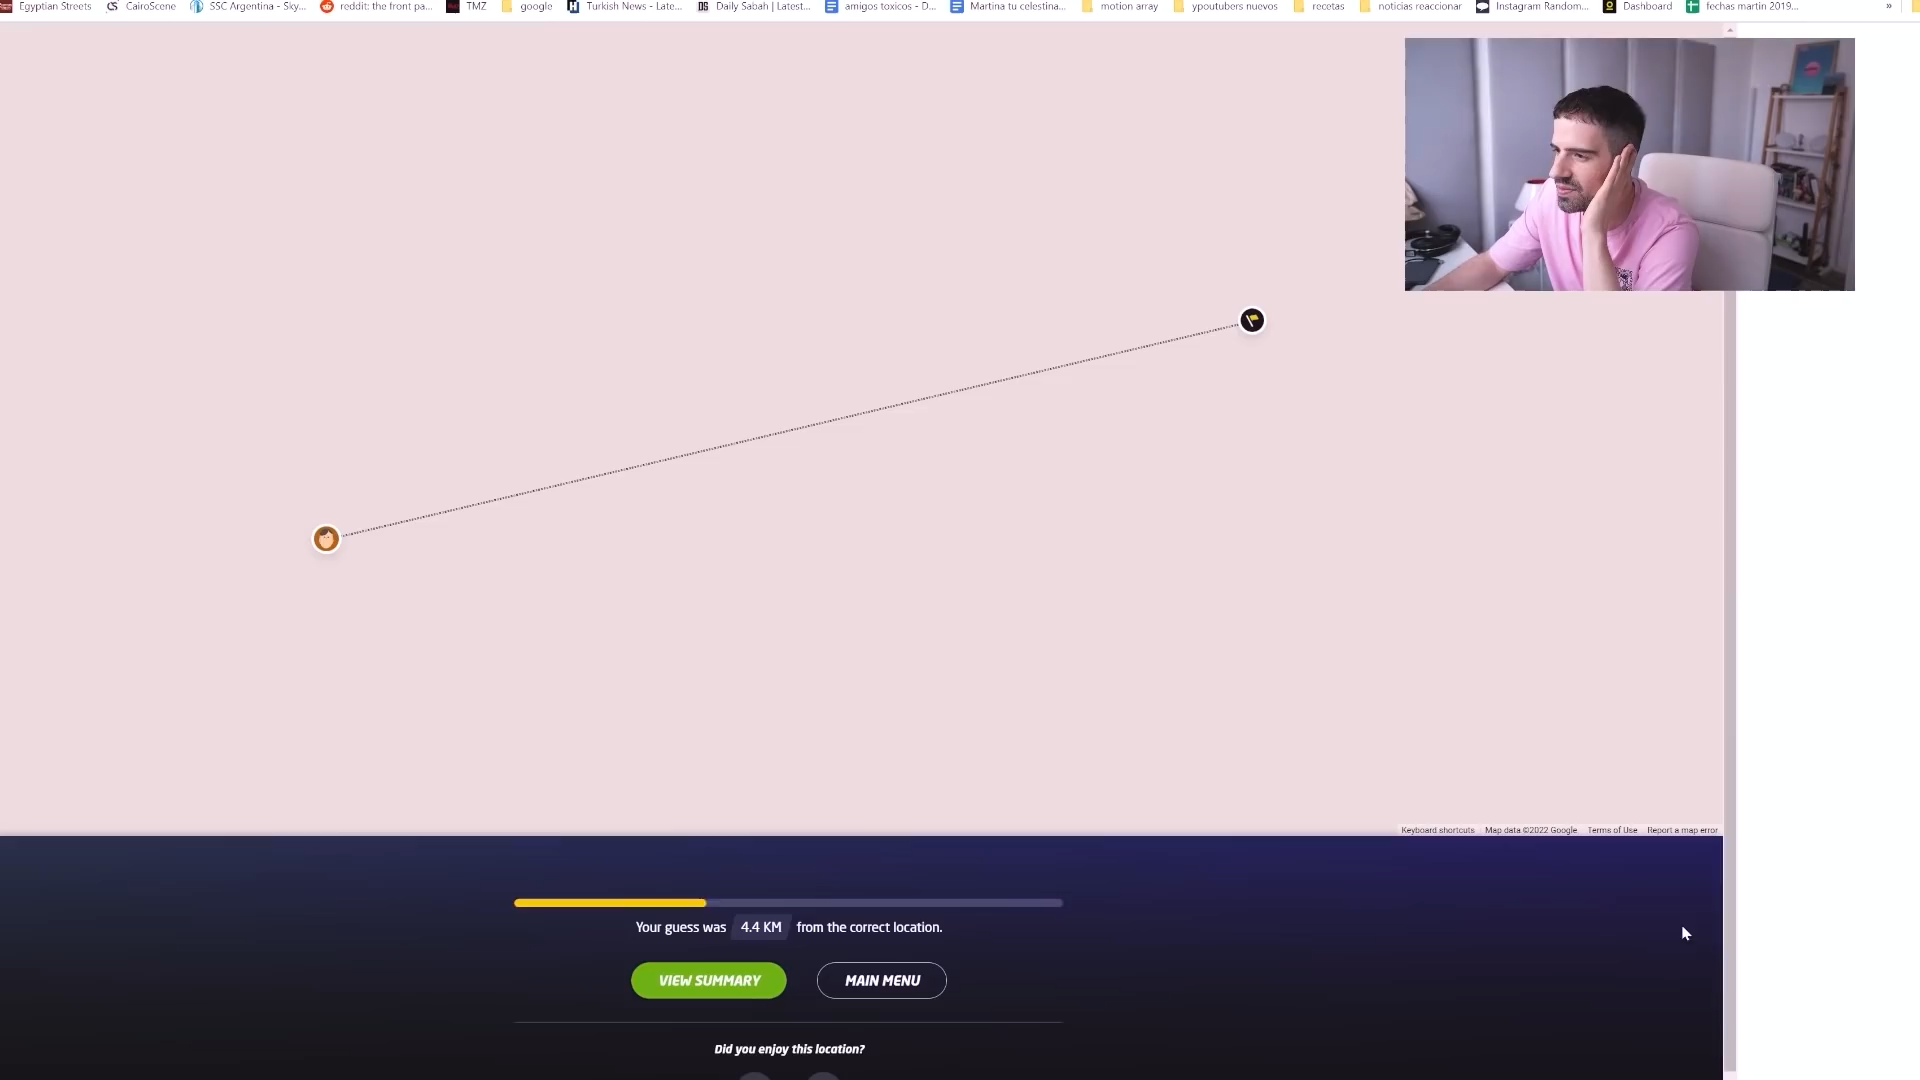 Egyptian Streets CS CairoScene SSC Argentina - Sky... reddit: the front pa... TMZ google Turkish News - Late... DS Daily Sabah | Latest... amigos toxicos - D... Martina tu celestina... motion array ypoutubers nuevos recetas noticias reaccionar Instagram Random... Dashboard fechas martin 2019... »
Keyboard shortcuts Map data ©2022 Google Terms of Use Report a map error
Your guess was 4.4 KM from the correct location.
VIEW SUMMARY MAIN MENU
Did you enjoy this location?